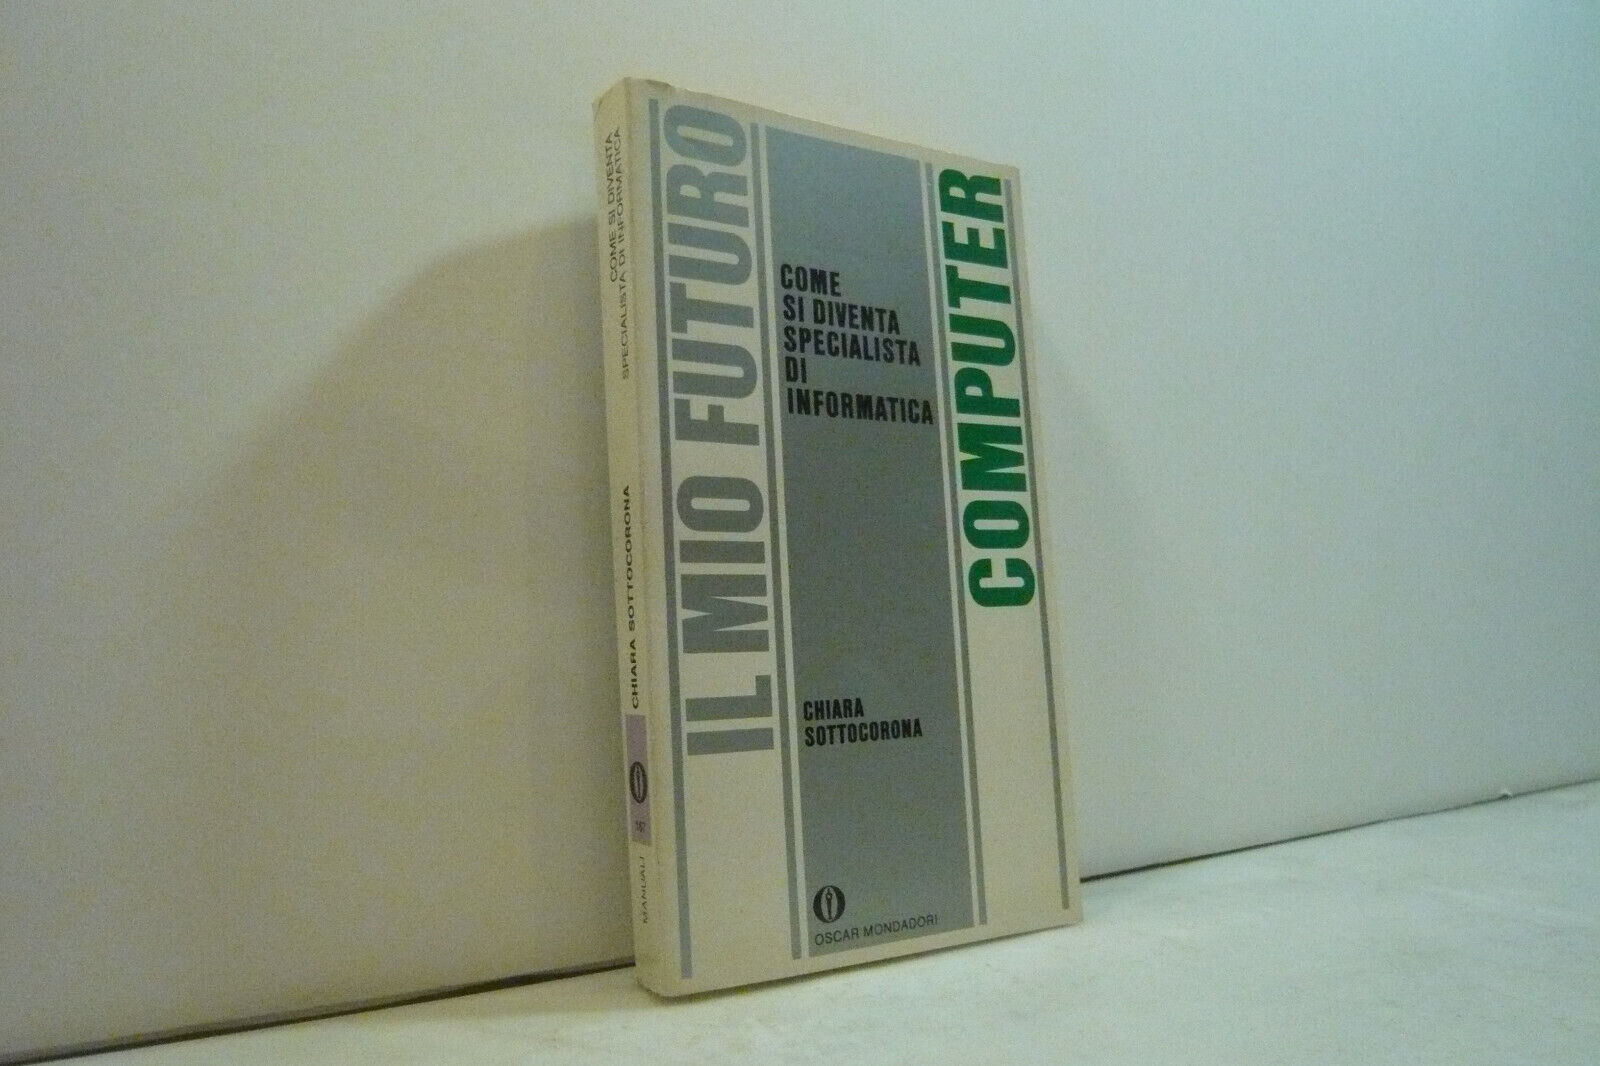 COME SI DIVENTA
SPECIALISTA DI INFORMATICA
CHIARA SOTTOCORONA
167
MANUALI
IL MIO FUTURO
COME
SI DIVENTA
SPECIALISTA
DI
INFORMATICA
CHIARA
SOTTOCORONA
OSCAR MONDADORI
COMPUTER